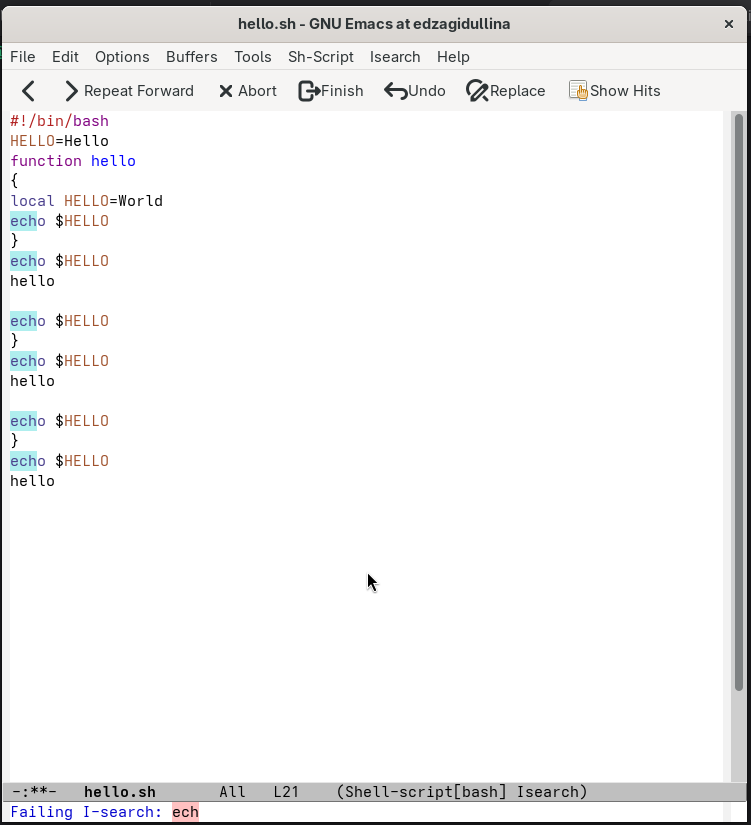 hello.sh - GNU Emacs at edzagidullina ×
File Edit Options Buffers Tools Sh-Script Isearch Help
Repeat Forward Abort Finish Undo Replace Show Hits
#!/bin/bash
HELLO=Hello
function hello
{
local HELLO=World
echo $HELLO
}
echo $HELLO
hello
echo $HELLO
}
echo $HELLO
hello
echo $HELLO
}
echo $HELLO
hello
-:**- hello.sh All L21 (Shell-script[bash] Isearch)
Failing I-search: ech